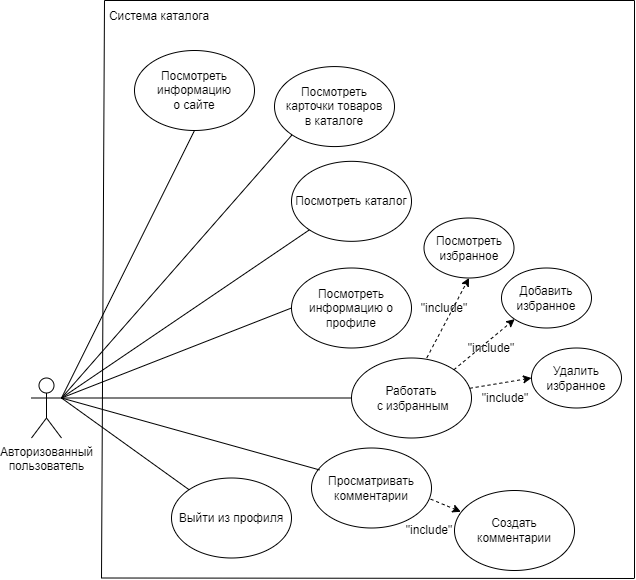 Система каталога
Посмотреть
информацию
о сайте
Посмотреть
карточки товаров
в каталоге
Посмотреть каталог
Посмотреть
избранное
Посмотреть
информацию о
профиле
"include"
Добавить
избранное
"include"
Удалить
избранное
"include"
Работать
с избранным
Авторизованный
пользователь
Просматривать
комментарии
Выйти из профиля
"include"
Создать
комментарии